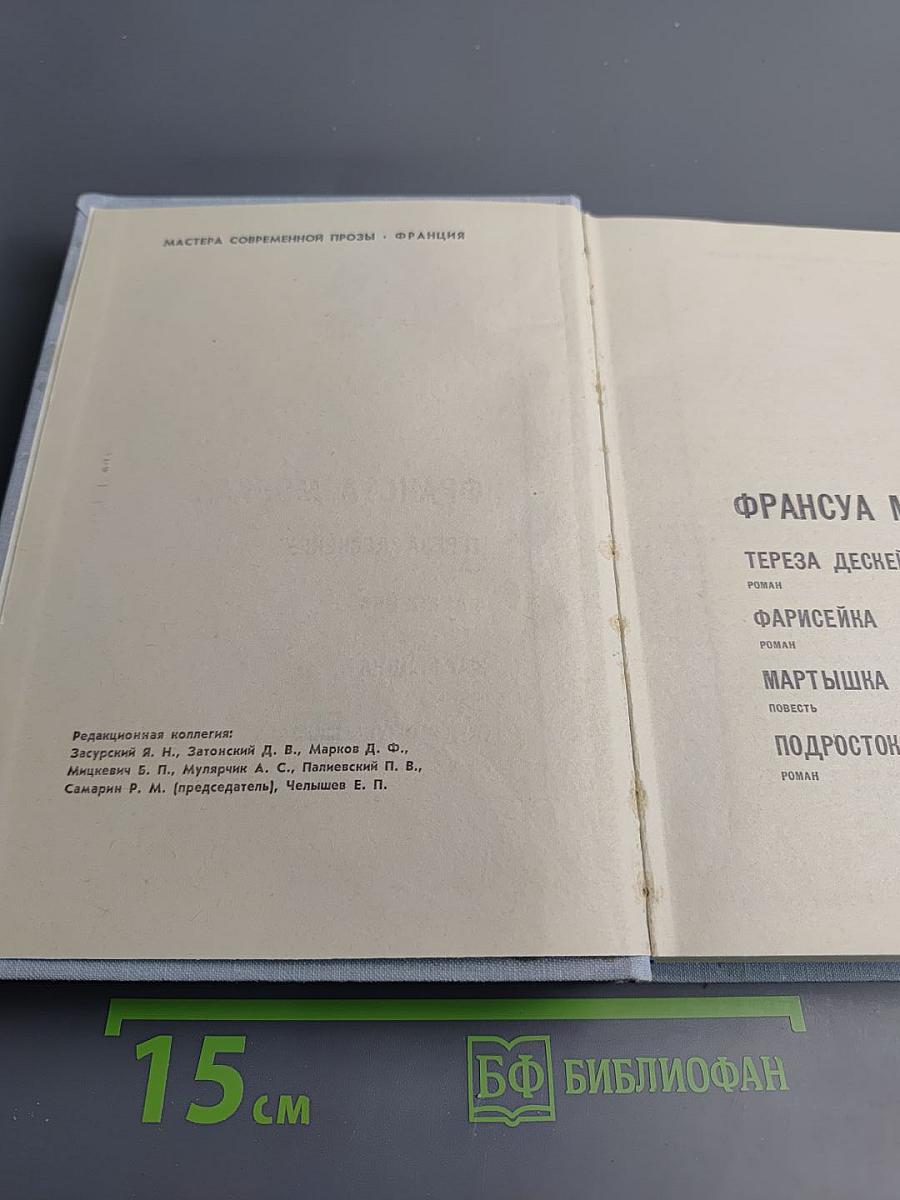 МАСТЕРА СОВРЕМЕННОЙ ПРОЗЫ · ФРАНЦИЯ
Редакционная коллегия:
Засурский Я. Н., Затонский Д. В., Марков Д. Ф.,
Мицкевич Б. П., Мулярчик А. С., Палиевский П. В.,
Самарин Р. М. (председатель), Челышев Е. П.
ФРАНСУА
ТЕРЕЗА
РОМАН
ФАРИСЕЙКА
РОМАН
МАРТЫШКА
ПОВЕСТЬ
ПОДРОСТОК
РОМАН
15 см
БФ БИБЛИОФАН